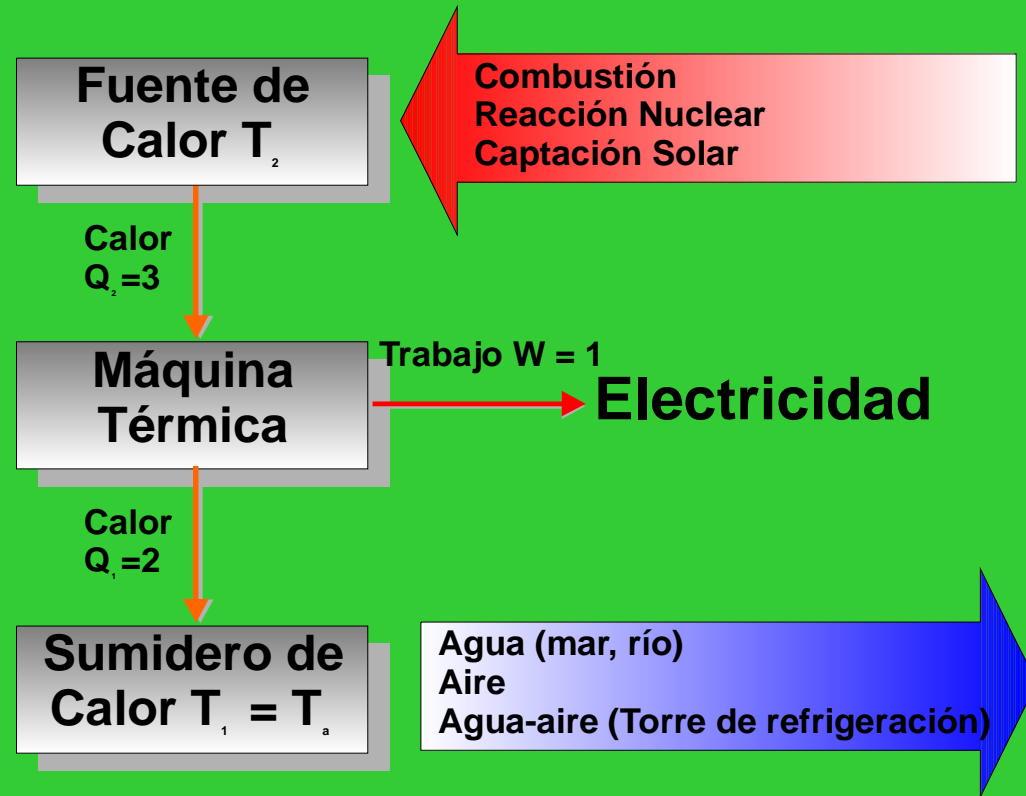 Fuente de
Calor T₂
Combustión
Reacción Nuclear
Captación Solar
Calor
Q₂=3
Máquina
Térmica
Trabajo W = 1
Electricidad
Calor
Q₁=2
Sumidero de
Calor T₁ = Tₐ
Agua (mar, río)
Aire
Agua-aire (Torre de refrigeración)